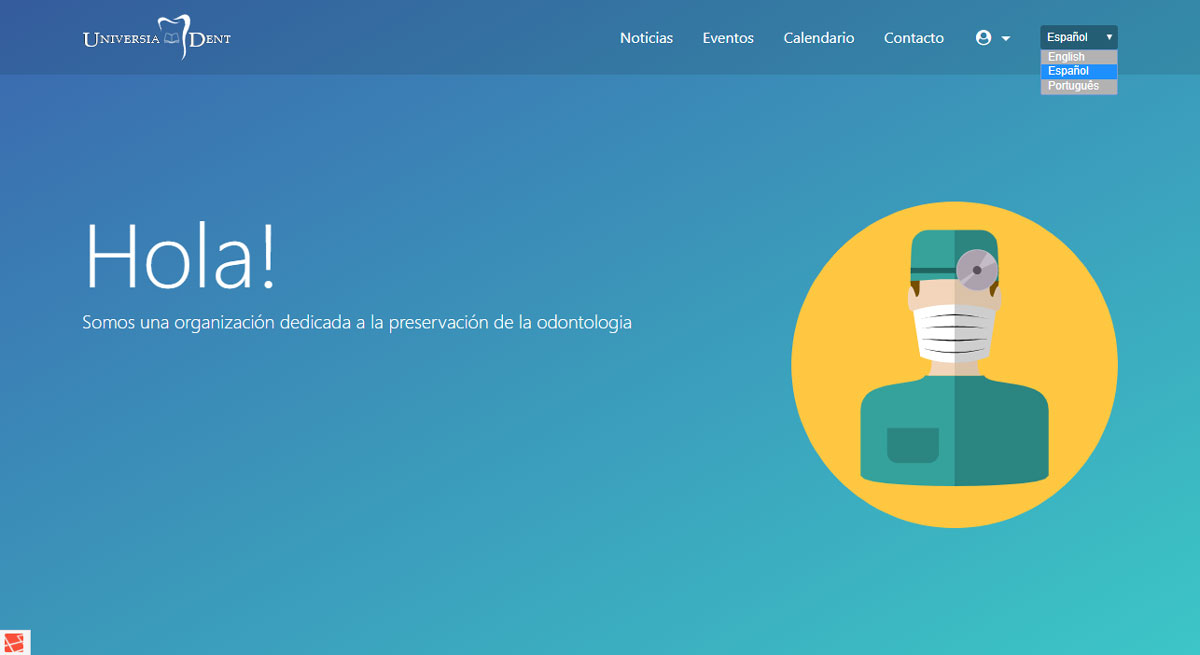 Universia Dent
Noticias Eventos Calendario Contacto
Español
English
Español
Português
Hola!
Somos una organización dedicada a la preservación de la odontologia